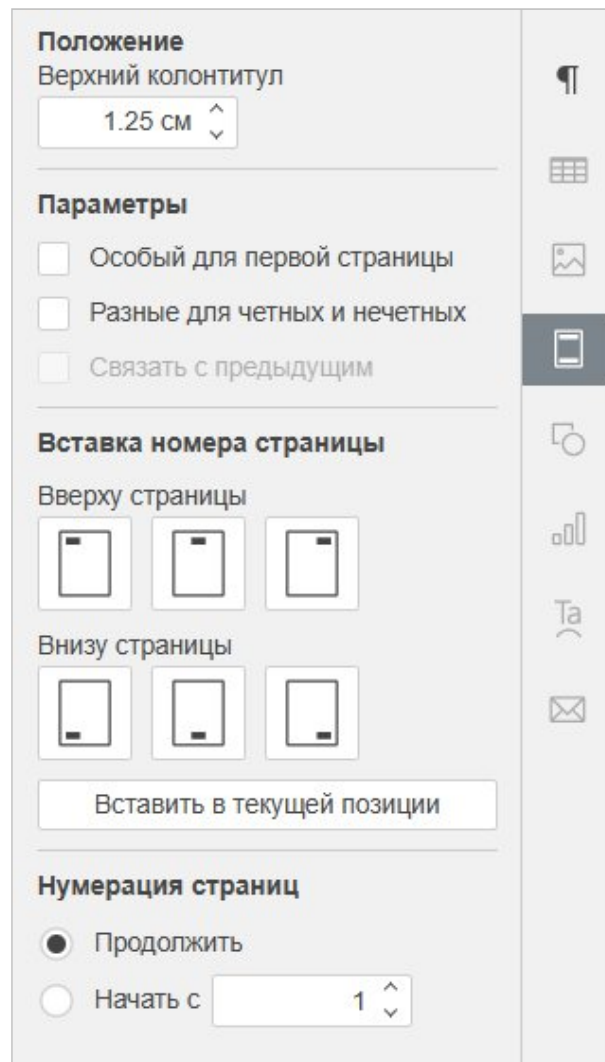 Положение
Верхний колонтитул
1.25 см
Параметры
Особый для первой страницы
Разные для четных и нечетных
Связать с предыдущим
Вставка номера страницы
Вверху страницы
Внизу страницы
Вставить в текущей позиции
Нумерация страниц
Продолжить
Начать с 1
¶
Ta